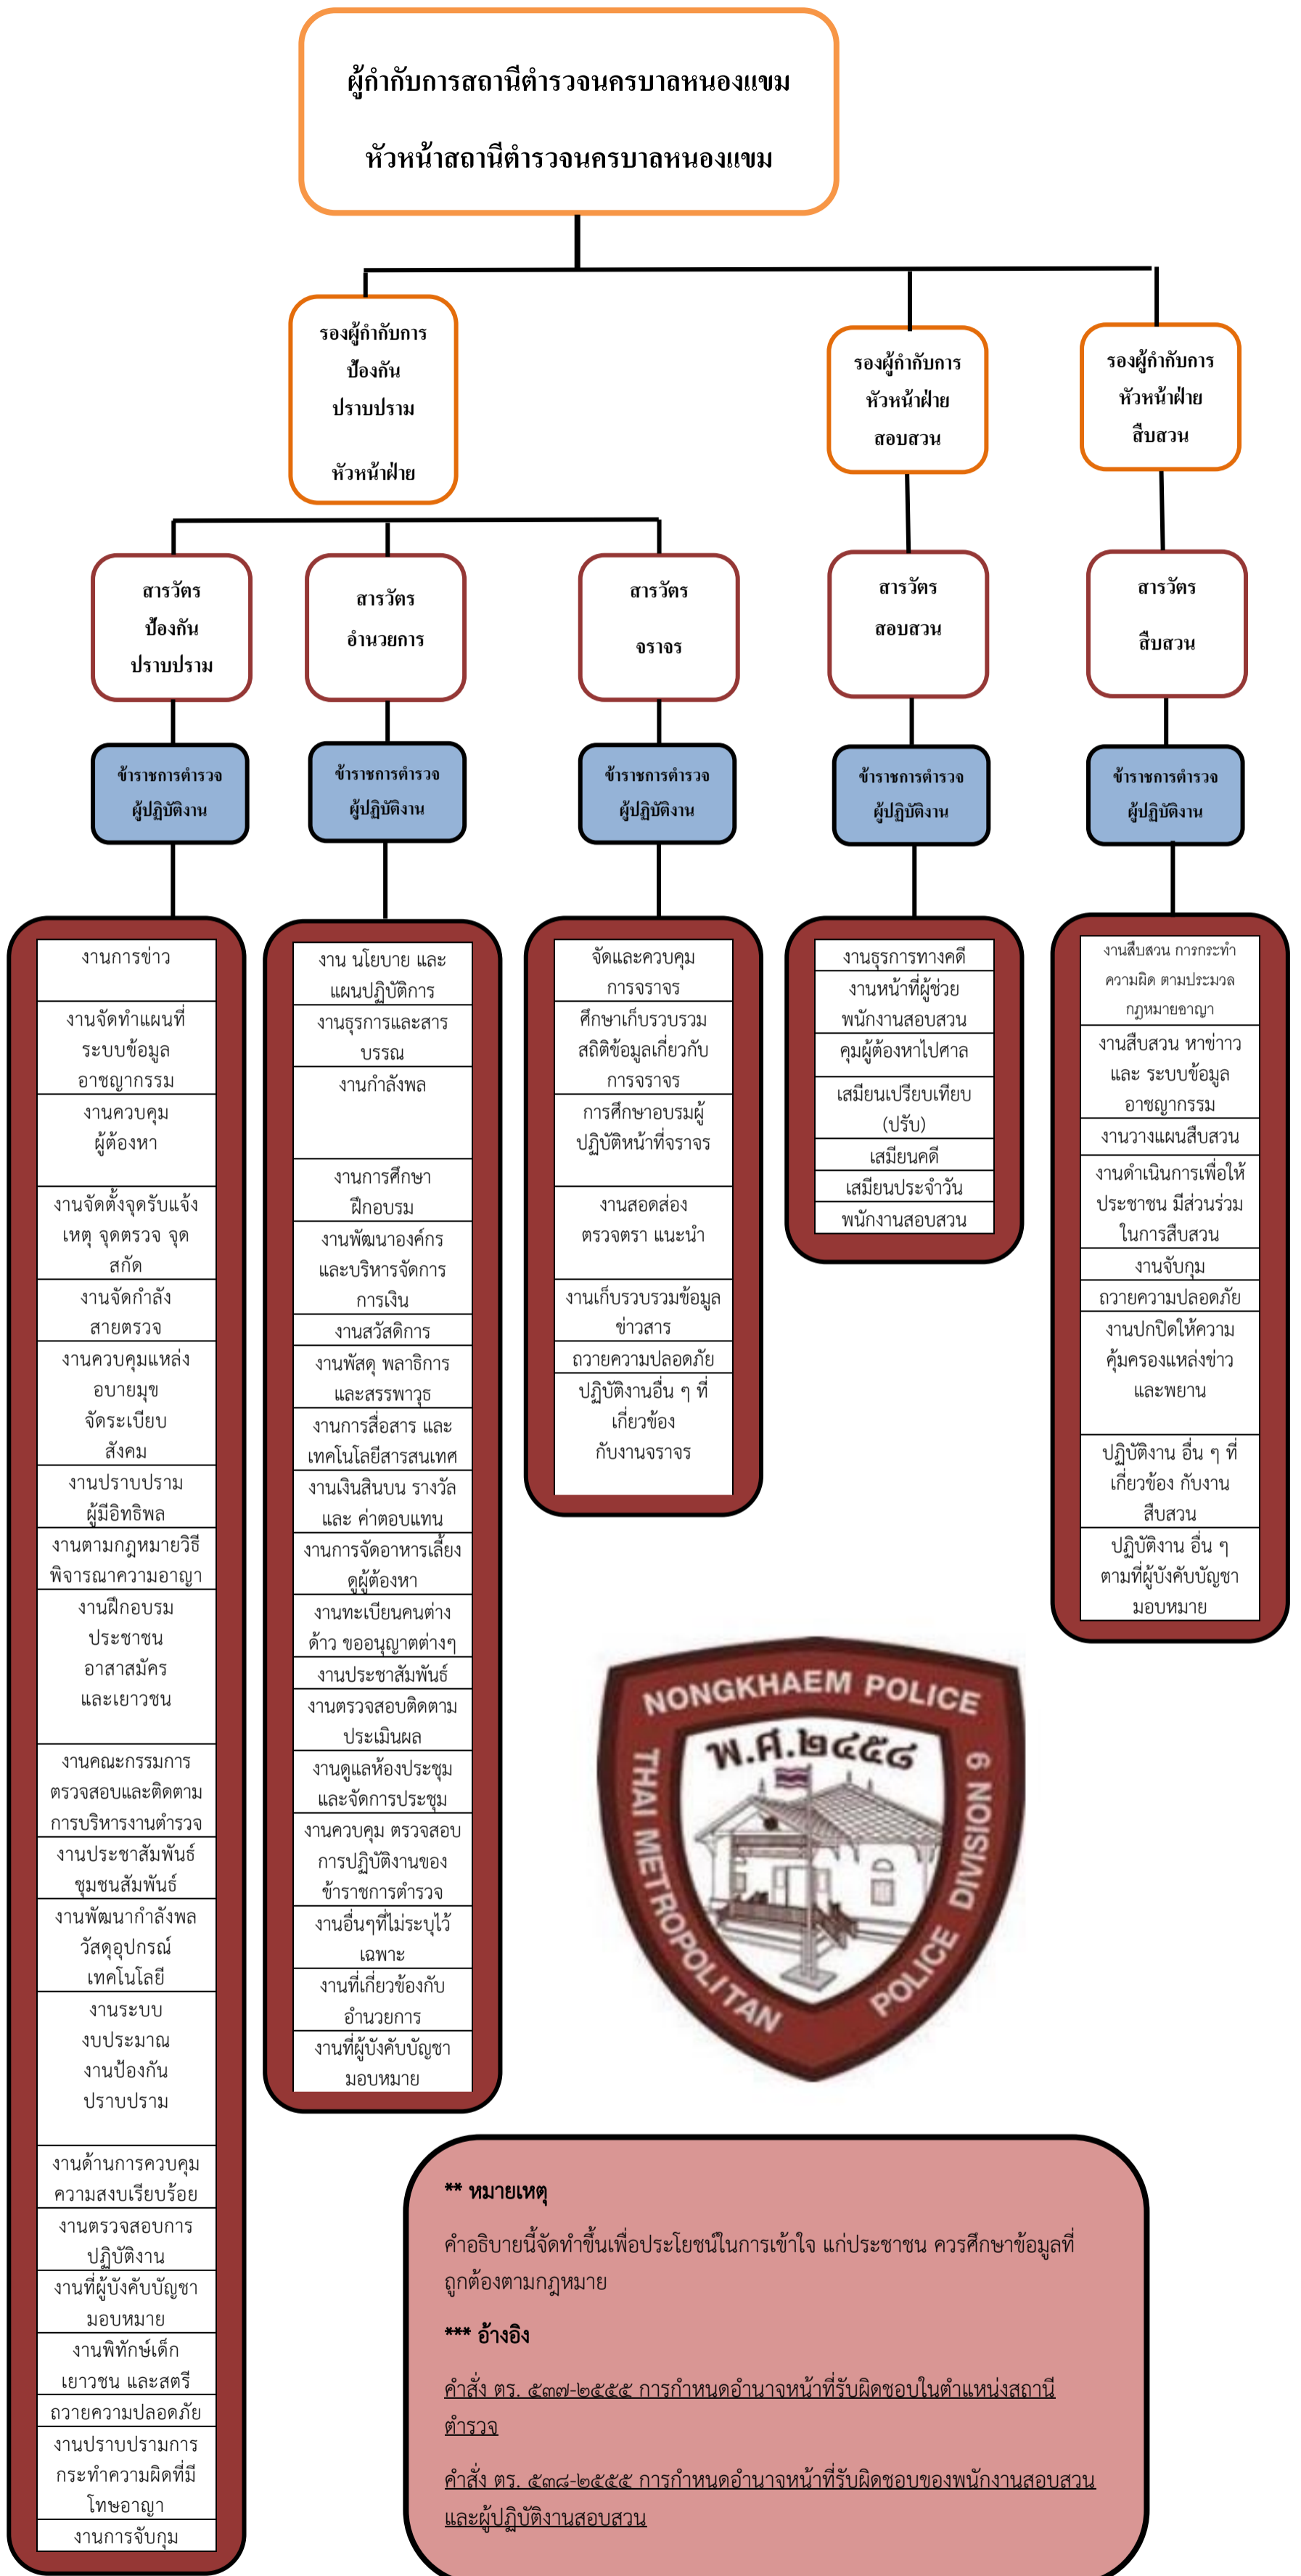 ผู้กำกับการสถานีตำรวจนครบาลหนองแขม
หัวหน้าสถานีตำรวจนครบาลหนองแขม
รองผู้กำกับการ
ป้องกัน
ปราบปราม
หัวหน้าฝ่าย
รองผู้กำกับการ
หัวหน้าฝ่าย
สอบสวน
รองผู้กำกับการ
หัวหน้าฝ่าย
สืบสวน
สารวัตร
ป้องกัน
ปราบปราม
สารวัตร
อำนวยการ
สารวัตร
จราจร
สารวัตร
สอบสวน
สารวัตร
สืบสวน
ข้าราชการตำรวจ
ผู้ปฏิบัติงาน
ข้าราชการตำรวจ
ผู้ปฏิบัติงาน
ข้าราชการตำรวจ
ผู้ปฏิบัติงาน
ข้าราชการตำรวจ
ผู้ปฏิบัติงาน
ข้าราชการตำรวจ
ผู้ปฏิบัติงาน
งานการข่าว
งานจัดทำแผนที่
ระบบข้อมูล
อาชญากรรม
งานควบคุม
ผู้ต้องหา
งานจัดตั้งจุดรับแจ้ง
เหตุ จุดตรวจ จุด
สกัด
งานจัดกำลัง
สายตรวจ
งานควบคุมแหล่ง
อบายมุข
จัดระเบียบ
สังคม
งานปราบปราม
ผู้มีอิทธิพล
งานตามกฎหมายวิธี
พิจารณาความอาญา
งานฝึกอบรม
ประชาชน
อาสาสมัคร
และเยาวชน
งานคณะกรรมการ
ตรวจสอบและติดตาม
การบริหารงานตำรวจ
งานประชาสัมพันธ์
ชุมชนสัมพันธ์
งานพัฒนากำลังพล
วัสดุอุปกรณ์
เทคโนโลยี
งานระบบ
งบประมาณ
งานป้องกัน
ปราบปราม
งานด้านการควบคุม
ความสงบเรียบร้อย
งานตรวจสอบการ
ปฏิบัติงาน
งานที่ผู้บังคับบัญชา
มอบหมาย
งานพิทักษ์เด็ก
เยาวชน และสตรี
ถวายความปลอดภัย
งานปราบปรามการ
กระทำความผิดที่มี
โทษอาญา
งานการจับกุม
งาน นโยบาย และ
แผนปฏิบัติการ
งานธุรการและสาร
บรรณ
งานกำลังพล
งานการศึกษา
ฝึกอบรม
งานพัฒนาองค์กร
และบริหารจัดการ
การเงิน
งานสวัสดิการ
งานพัสดุ พลาธิการ
และสรรพาวุธ
งานการสื่อสาร และ
เทคโนโลยีสารสนเทศ
งานเงินสินบน รางวัล
และ ค่าตอบแทน
งานการจัดอาหารเลี้ยง
ดูผู้ต้องหา
งานทะเบียนคนต่าง
ด้าว ขออนุญาตต่างๆ
งานประชาสัมพันธ์
งานตรวจสอบติดตาม
ประเมินผล
งานดูแลห้องประชุม
และจัดการประชุม
งานควบคุม ตรวจสอบ
การปฏิบัติงานของ
ข้าราชการตำรวจ
งานอื่นๆที่ไม่ระบุไว้
เฉพาะ
งานที่เกี่ยวข้องกับ
อำนวยการ
งานที่ผู้บังคับบัญชา
มอบหมาย
จัดและควบคุม
การจราจร
ศึกษาเก็บรวบรวม
สถิติข้อมูลเกี่ยวกับ
การจราจร
การศึกษาอบรมผู้
ปฏิบัติหน้าที่จราจร
งานสอดส่อง
ตรวจตรา แนะนำ
งานเก็บรวบรวมข้อมูล
ข่าวสาร
ถวายความปลอดภัย
ปฏิบัติงานอื่น ๆ ที่
เกี่ยวข้อง
กับงานจราจร
งานธุรการทางคดี
งานหน้าที่ผู้ช่วย
พนักงานสอบสวน
คุมผู้ต้องหาไปศาล
เสมียนเปรียบเทียบ
(ปรับ)
เสมียนคดี
เสมียนประจำวัน
พนักงานสอบสวน
งานสืบสวน การกระทำ
ความผิด ตามประมวล
กฎหมายอาญา
งานสืบสวน หาข่าาว
และ ระบบข้อมูล
อาชญากรรม
งานวางแผนสืบสวน
งานดำเนินการเพื่อให้
ประชาชน มีส่วนร่วม
ในการสืบสวน
งานจับกุม
ถวายความปลอดภัย
งานปกปิดให้ความ
คุ้มครองแหล่งข่าว
และพยาน
ปฏิบัติงาน อื่น ๆ ที่
เกี่ยวข้อง กับงาน
สืบสวน
ปฏิบัติงาน อื่น ๆ
ตามที่ผู้บังคับบัญชา
มอบหมาย
NONGKHAEM POLICE
พ.ศ.๒๔๕๘
THAI METROPOLITAN POLICE DIVISION 9
** หมายเหตุ
คำอธิบายนี้จัดทำขึ้นเพื่อประโยชน์ในการเข้าใจ แก่ประชาชน ควรศึกษาข้อมูลที่
ถูกต้องตามกฎหมาย
*** อ้างอิง
คำสั่ง ตร. ๕๓๗-๒๕๕๕ การกำหนดอำนาจหน้าที่รับผิดชอบในตำแหน่งสถานี
ตำรวจ
คำสั่ง ตร. ๕๓๘-๒๕๕๕ การกำหนดอำนาจหน้าที่รับผิดชอบของพนักงานสอบสวน
และผู้ปฏิบัติงานสอบสวน